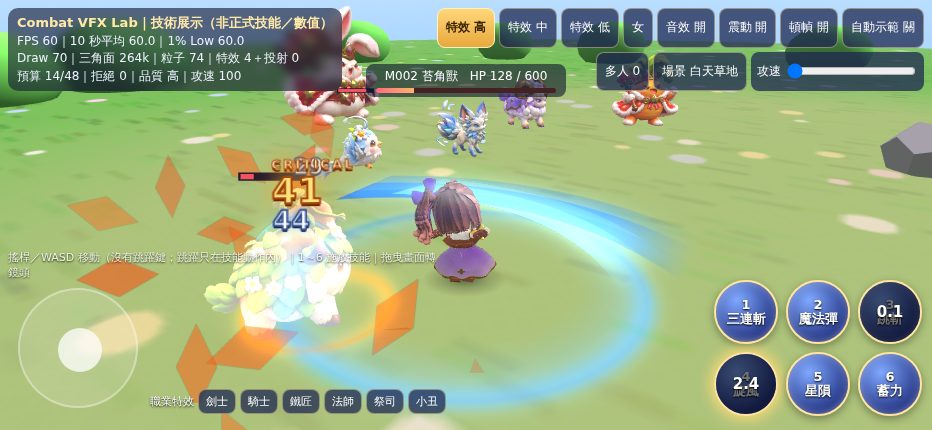 Combat VFX Lab｜技術展示（非正式技能／數值）
FPS 60｜10 秒平均 60.0｜1% Low 60.0
Draw 70｜三角面 264k｜粒子 74｜特效 4＋投射 0
預算 14/48｜拒絕 0｜品質 高｜攻速 100
特效 高
特效 中
特效 低
女
音效 開
震動 開
頓幀 開
自動示範 關
多人 0
場景 白天草地
攻速
M002 苔角獸 HP 128 / 600
CRITICAL
41
44
搖桿／WASD 移動（沒有跳躍鍵；跳躍只在技能動作內）｜1～6 施放技能｜拖曳畫面轉
鏡頭
1
三連斬
2
魔法彈
0.1
2.4
5
星隕
6
蓄力
職業特效
劍士
騎士
鐵匠
法師
祭司
小丑